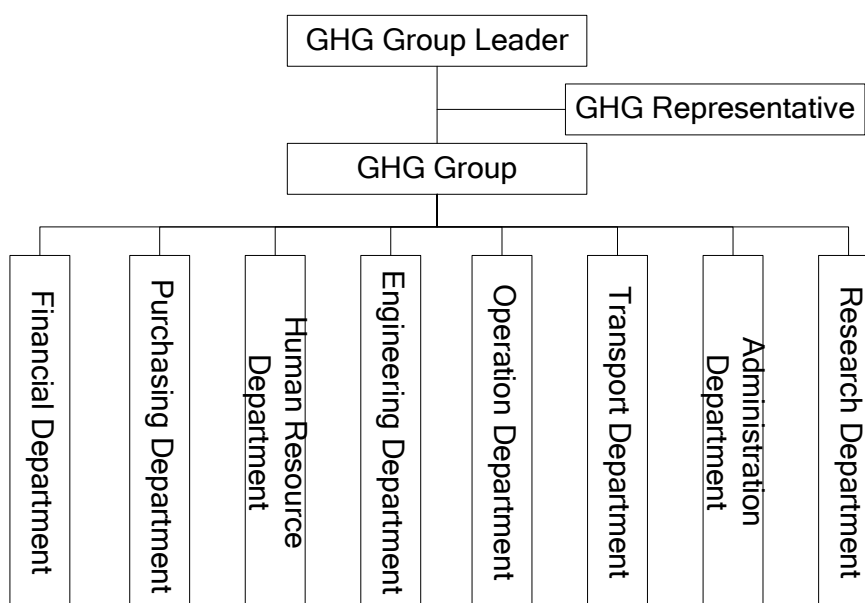 GHG Group Leader
GHG Representative
GHG Group
Financial Department
Purchasing Department
Human Resource
Department
Engineering Department
Operation Department
Transport Department
Administration
Department
Research Department